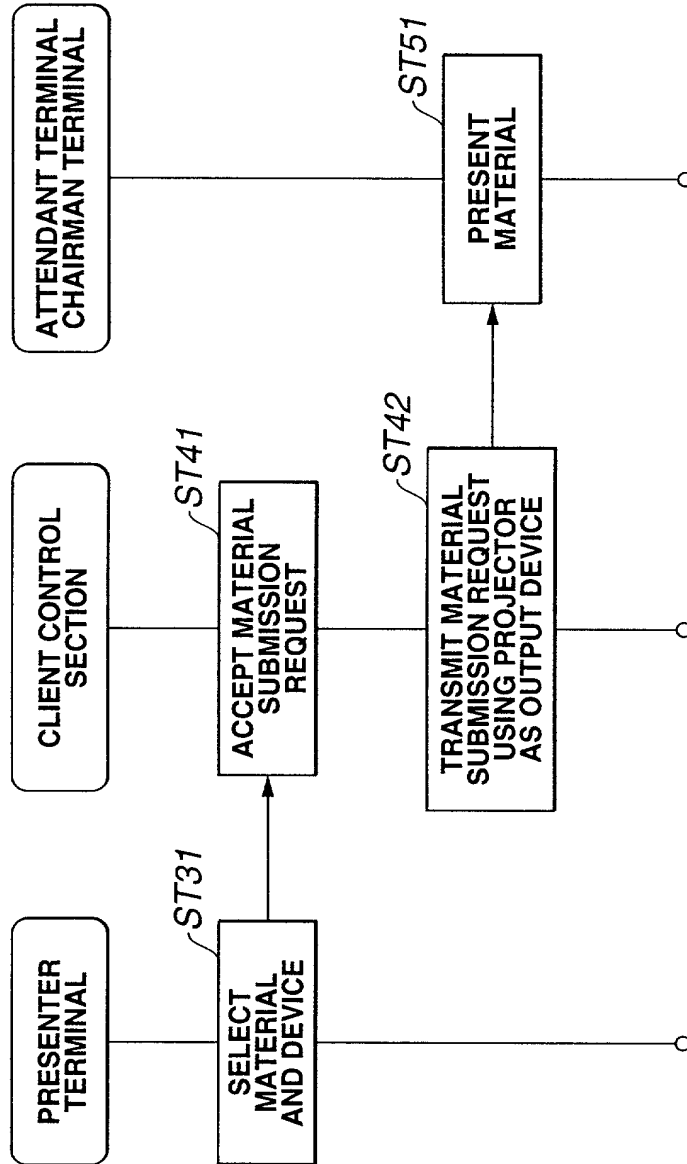 PRESENTER
TERMINAL
CLIENT CONTROL
SECTION
ATTENDANT TERMINAL
CHAIRMAN TERMINAL
ST31
SELECT
MATERIAL
AND DEVICE
ST41
ACCEPT MATERIAL
SUBMISSION
REQUEST
ST42
TRANSMIT MATERIAL
SUBMISSION REQUEST
USING PROJECTOR
AS OUTPUT DEVICE
ST51
PRESENT
MATERIAL